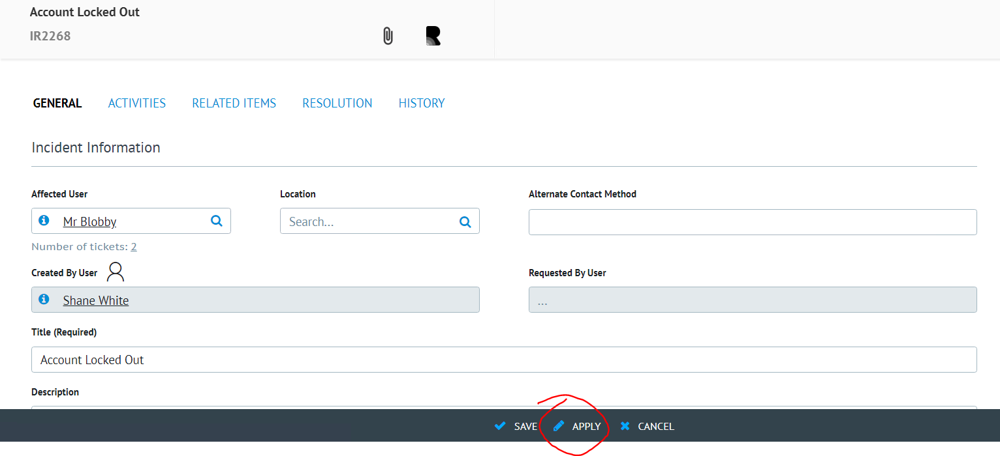 Account Locked Out
IR2268
GENERAL ACTIVITIES RELATED ITEMS RESOLUTION HISTORY
Incident Information
Affected User Location Alternate Contact Method
Mr Blobby Search...
Number of tickets: 2
Created By User Requested By User
Shane White ...
Title (Required)
Account Locked Out
Description
SAVE APPLY CANCEL